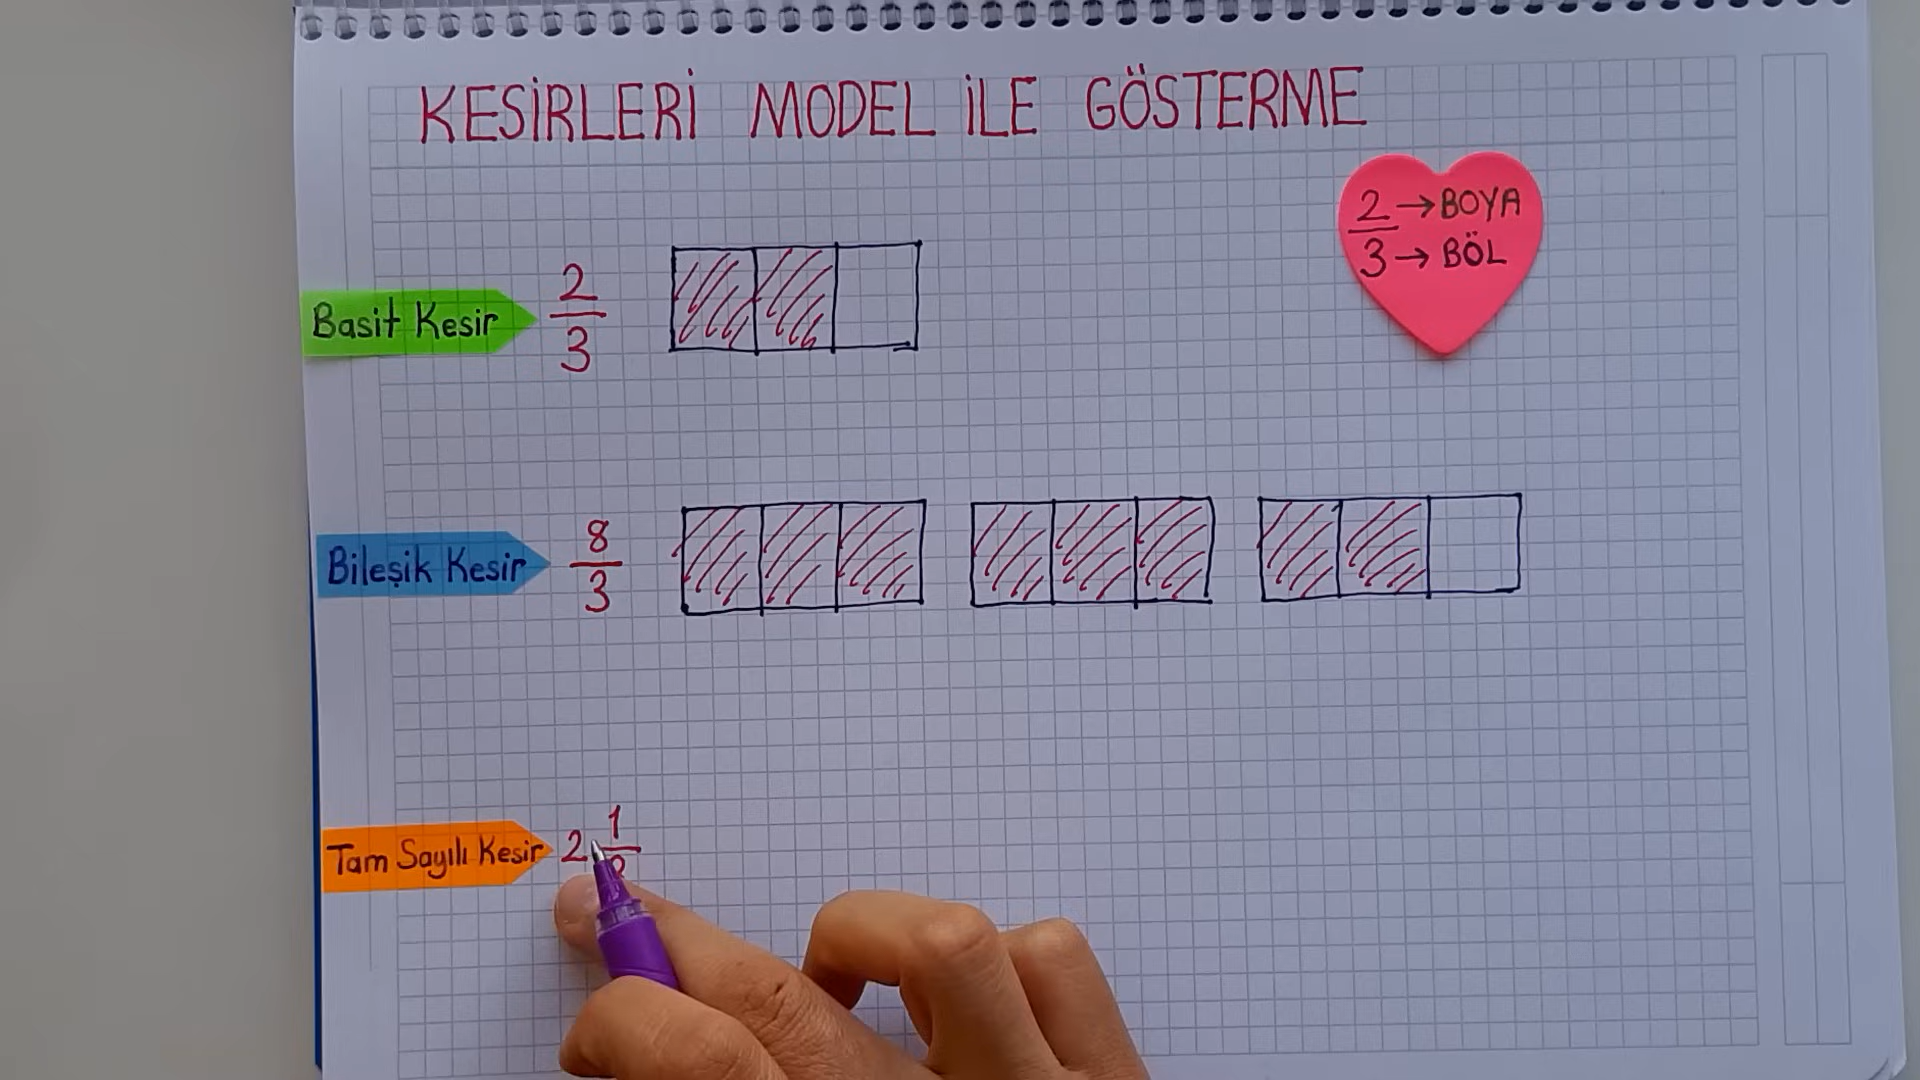 KESİRLERİ MODEL İLE GÖSTERME
2 → BOYA
3 → BÖL
Basit Kesir
2
3
Bileşik Kesir
8
3
Tam Sayılı Kesir
2 1